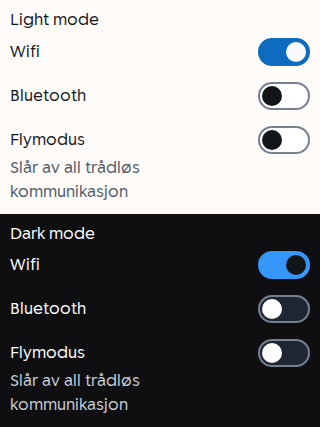 Light mode
Wifi
Bluetooth
Flymodus
Slår av all trådløs
kommunikasjon
Dark mode
Wifi
Bluetooth
Flymodus
Slår av all trådløs
kommunikasjon